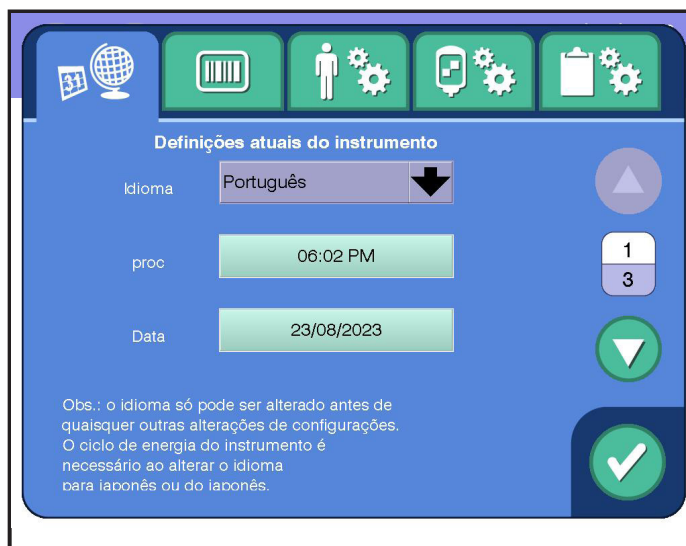 31
Definições atuais do instrumento
Idioma
Português
proc
06:02 PM
1
3
Data
23/08/2023
Obs.: o idioma só pode ser alterado antes de
quaisquer outras alterações de configurações.
O ciclo de energia do instrumento é
necessário ao alterar o idioma
para japonês ou do japonês.